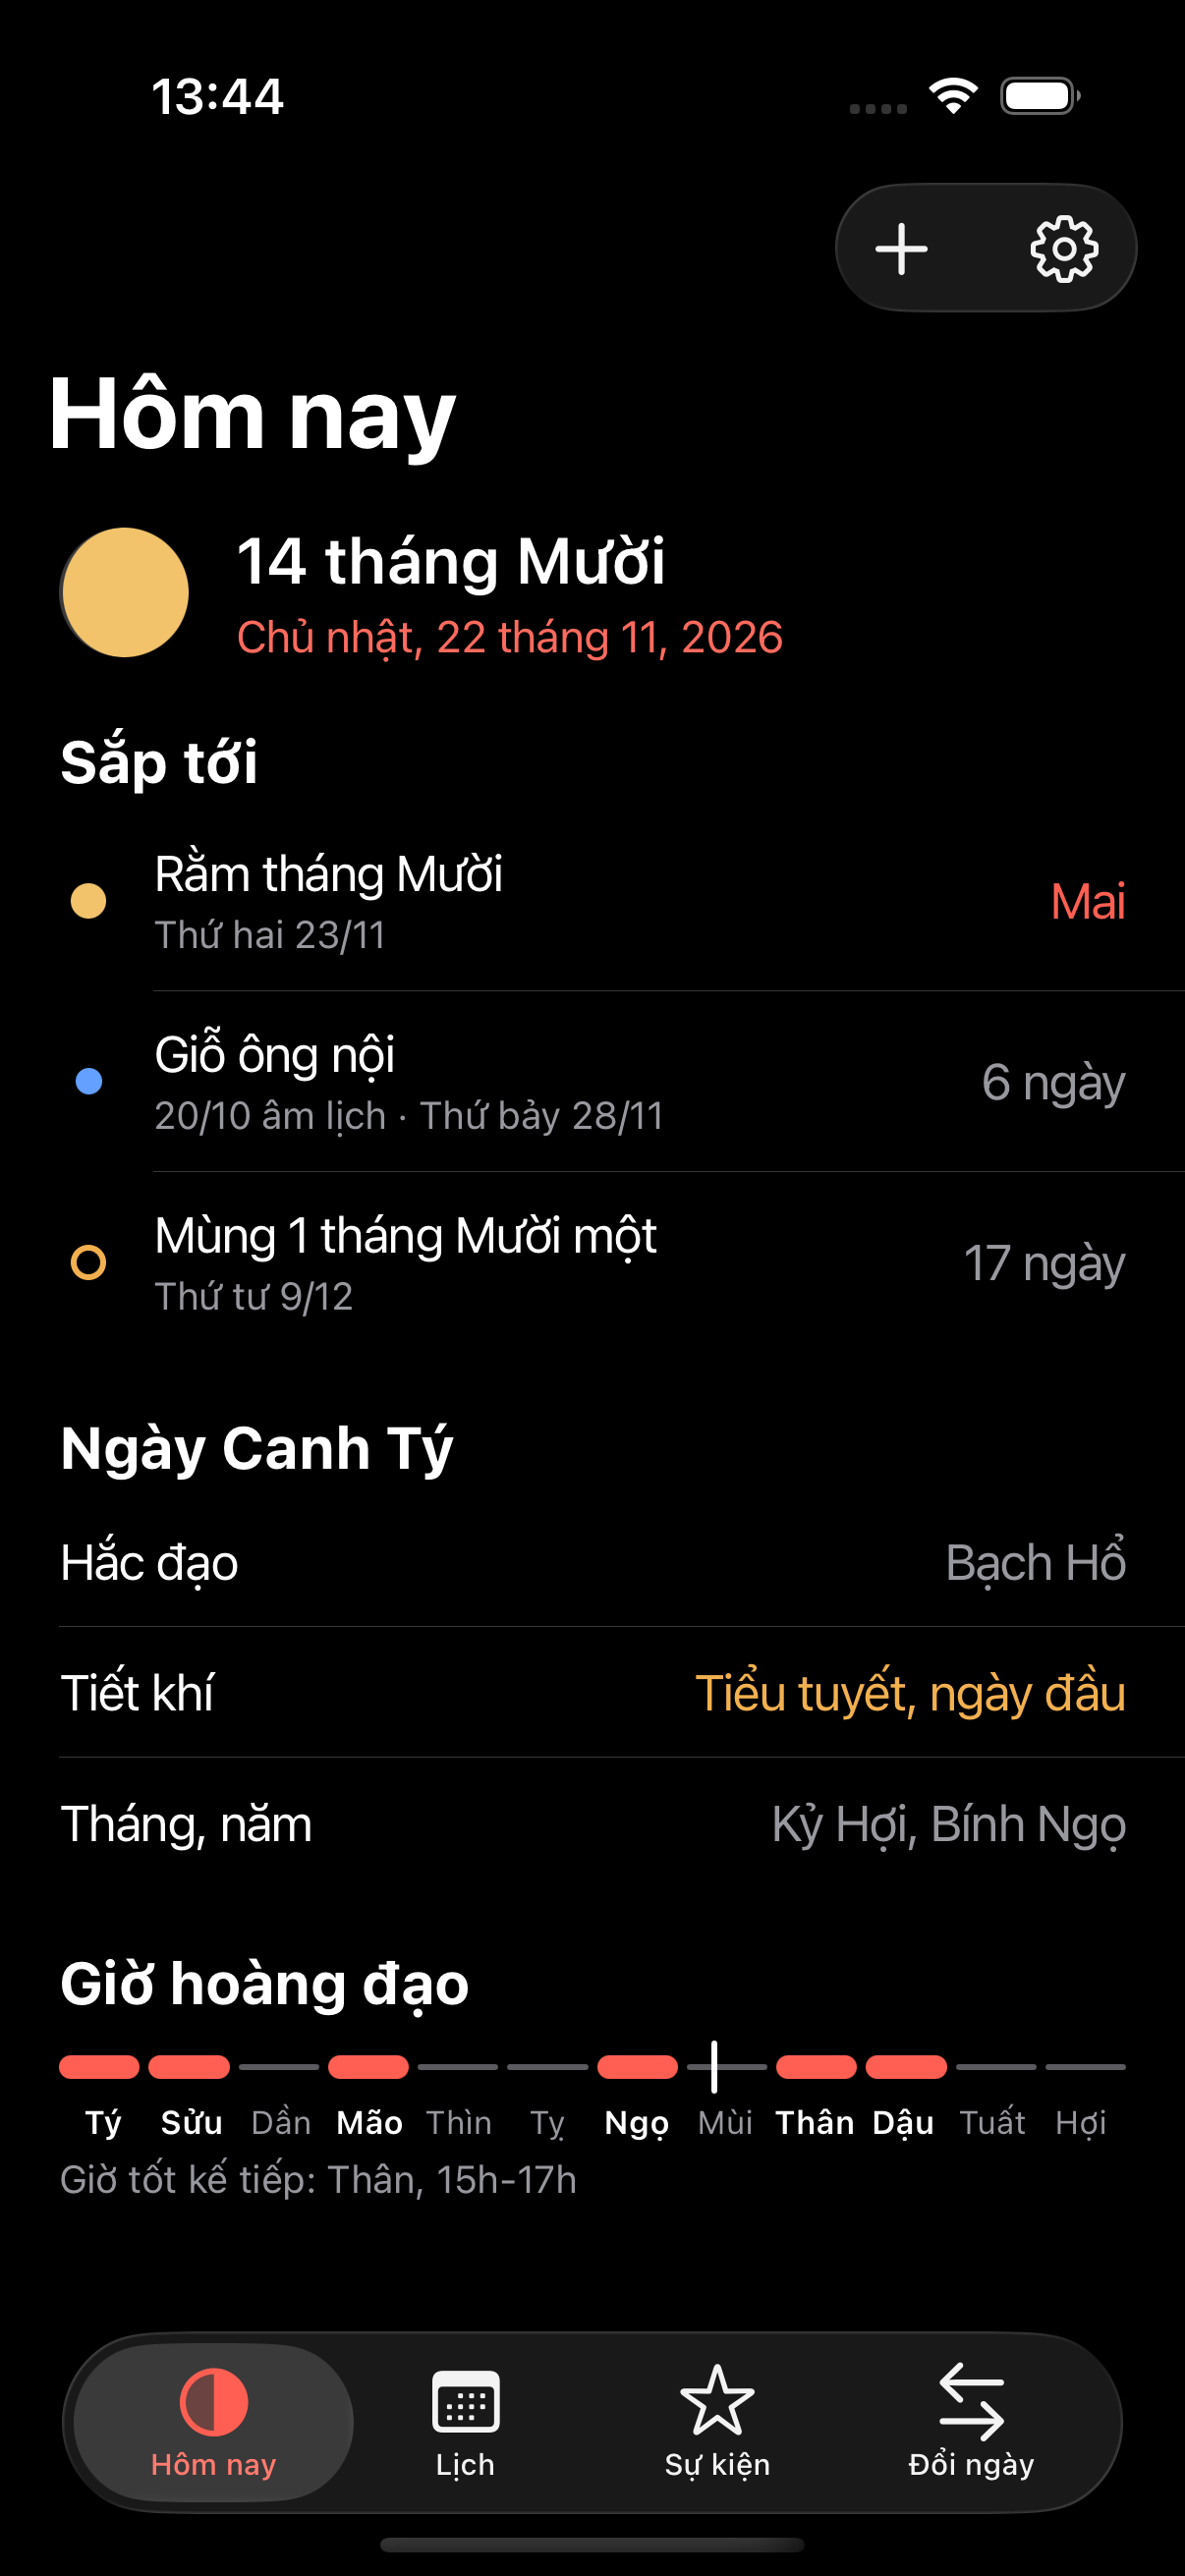 13:44
Hôm nay
14 tháng Mười
Chủ nhật, 22 tháng 11, 2026
Sắp tới
Rằm tháng Mười
Thứ hai 23/11
Mai
Giỗ ông nội
20/10 âm lịch · Thứ bảy 28/11
6 ngày
Mùng 1 tháng Mười một
Thứ tư 9/12
17 ngày
Ngày Canh Tý
Hắc đạo
Bạch Hổ
Tiết khí
Tiểu tuyết, ngày đầu
Tháng, năm
Kỷ Hợi, Bính Ngọ
Giờ hoàng đạo
Tý Sửu Dần Mão Thìn Tỵ Ngọ Mùi Thân Dậu Tuất Hợi
Giờ tốt kế tiếp: Thân, 15h-17h
Hôm nay Lịch Sự kiện Đổi ngày